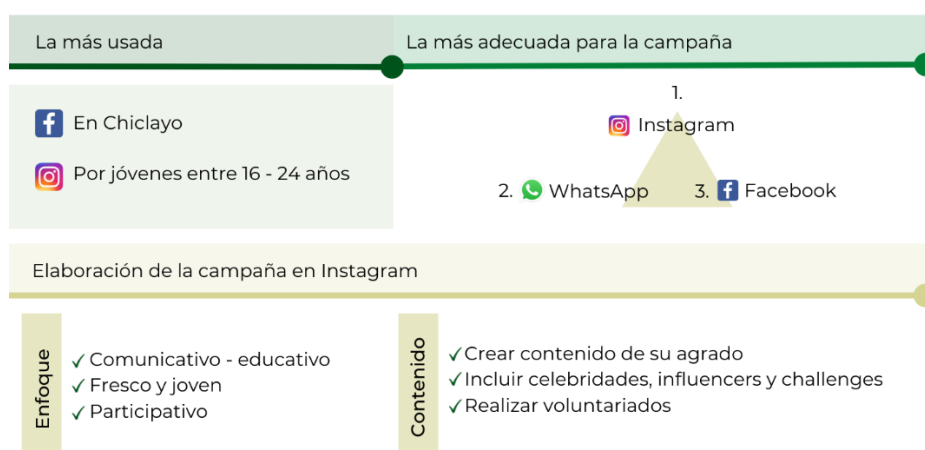 La más usada
La más adecuada para la campaña
En Chiclayo
Por jóvenes entre 16 - 24 años
1.
Instagram
2. WhatsApp
3. Facebook
Elaboración de la campaña en Instagram
Enfoque
✓ Comunicativo - educativo
✓ Fresco y joven
✓ Participativo
Contenido
✓ Crear contenido de su agrado
✓ Incluir celebridades, influencers y challenges
✓ Realizar voluntariados